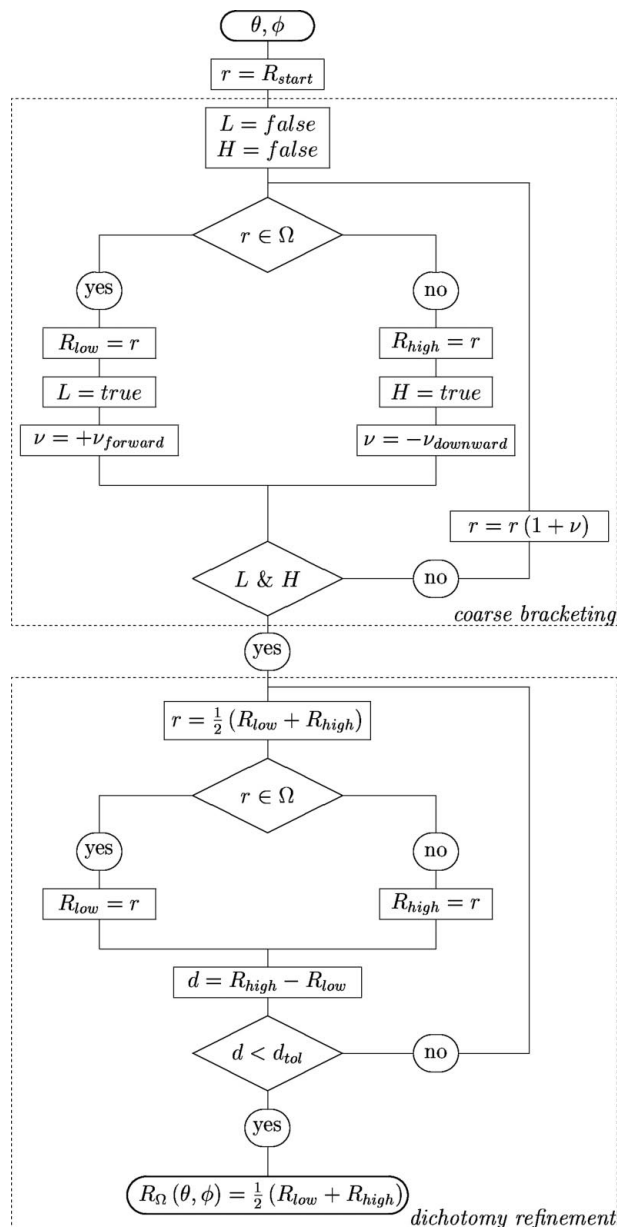 θ, ϕ
r = R_start
L = false
H = false
r ∈ Ω
yes
no
R_low = r
R_high = r
L = true
H = true
ν = +ν_forward
ν = −ν_downward
r = r (1 + ν)
L & H
no
coarse bracketing
yes
r = ½ (R_low + R_high)
r ∈ Ω
yes
no
R_low = r
R_high = r
d = R_high − R_low
d < d_tol
no
yes
R_Ω (θ, ϕ) = ½ (R_low + R_high)
dichotomy refinement